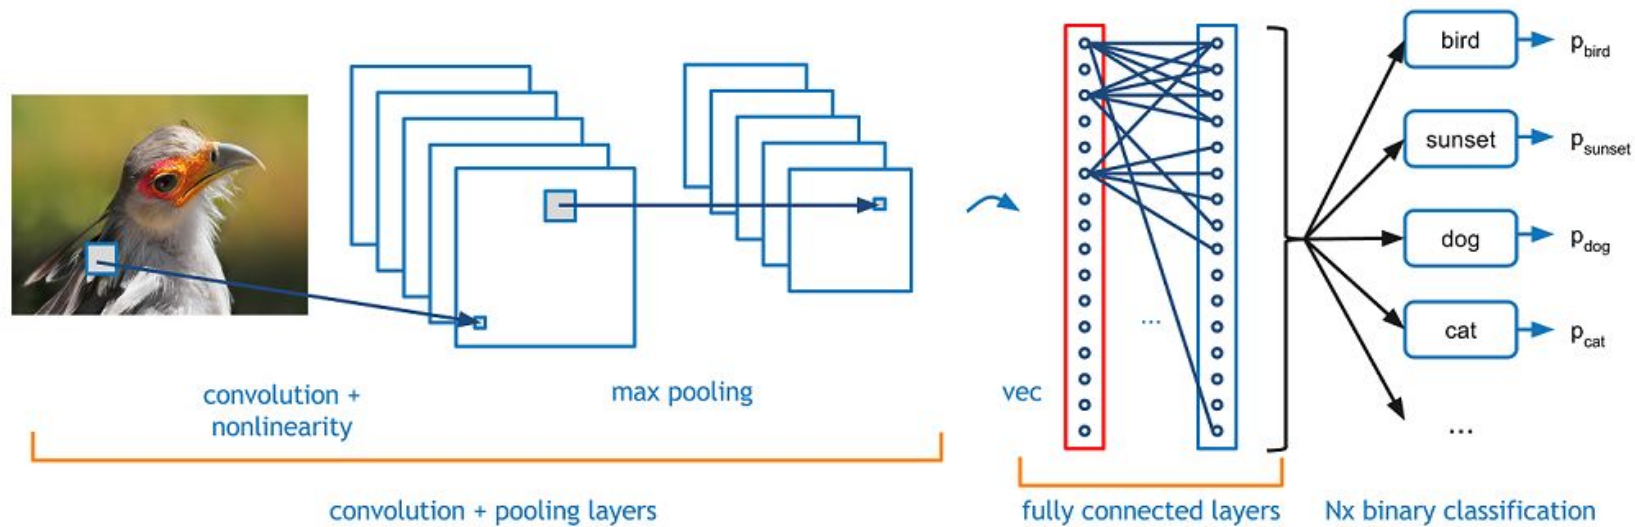 bird
p_bird
sunset
p_sunset
dog
p_dog
cat
p_cat
...
...
convolution +
nonlinearity
max pooling
vec
convolution + pooling layers
fully connected layers
Nx binary classification